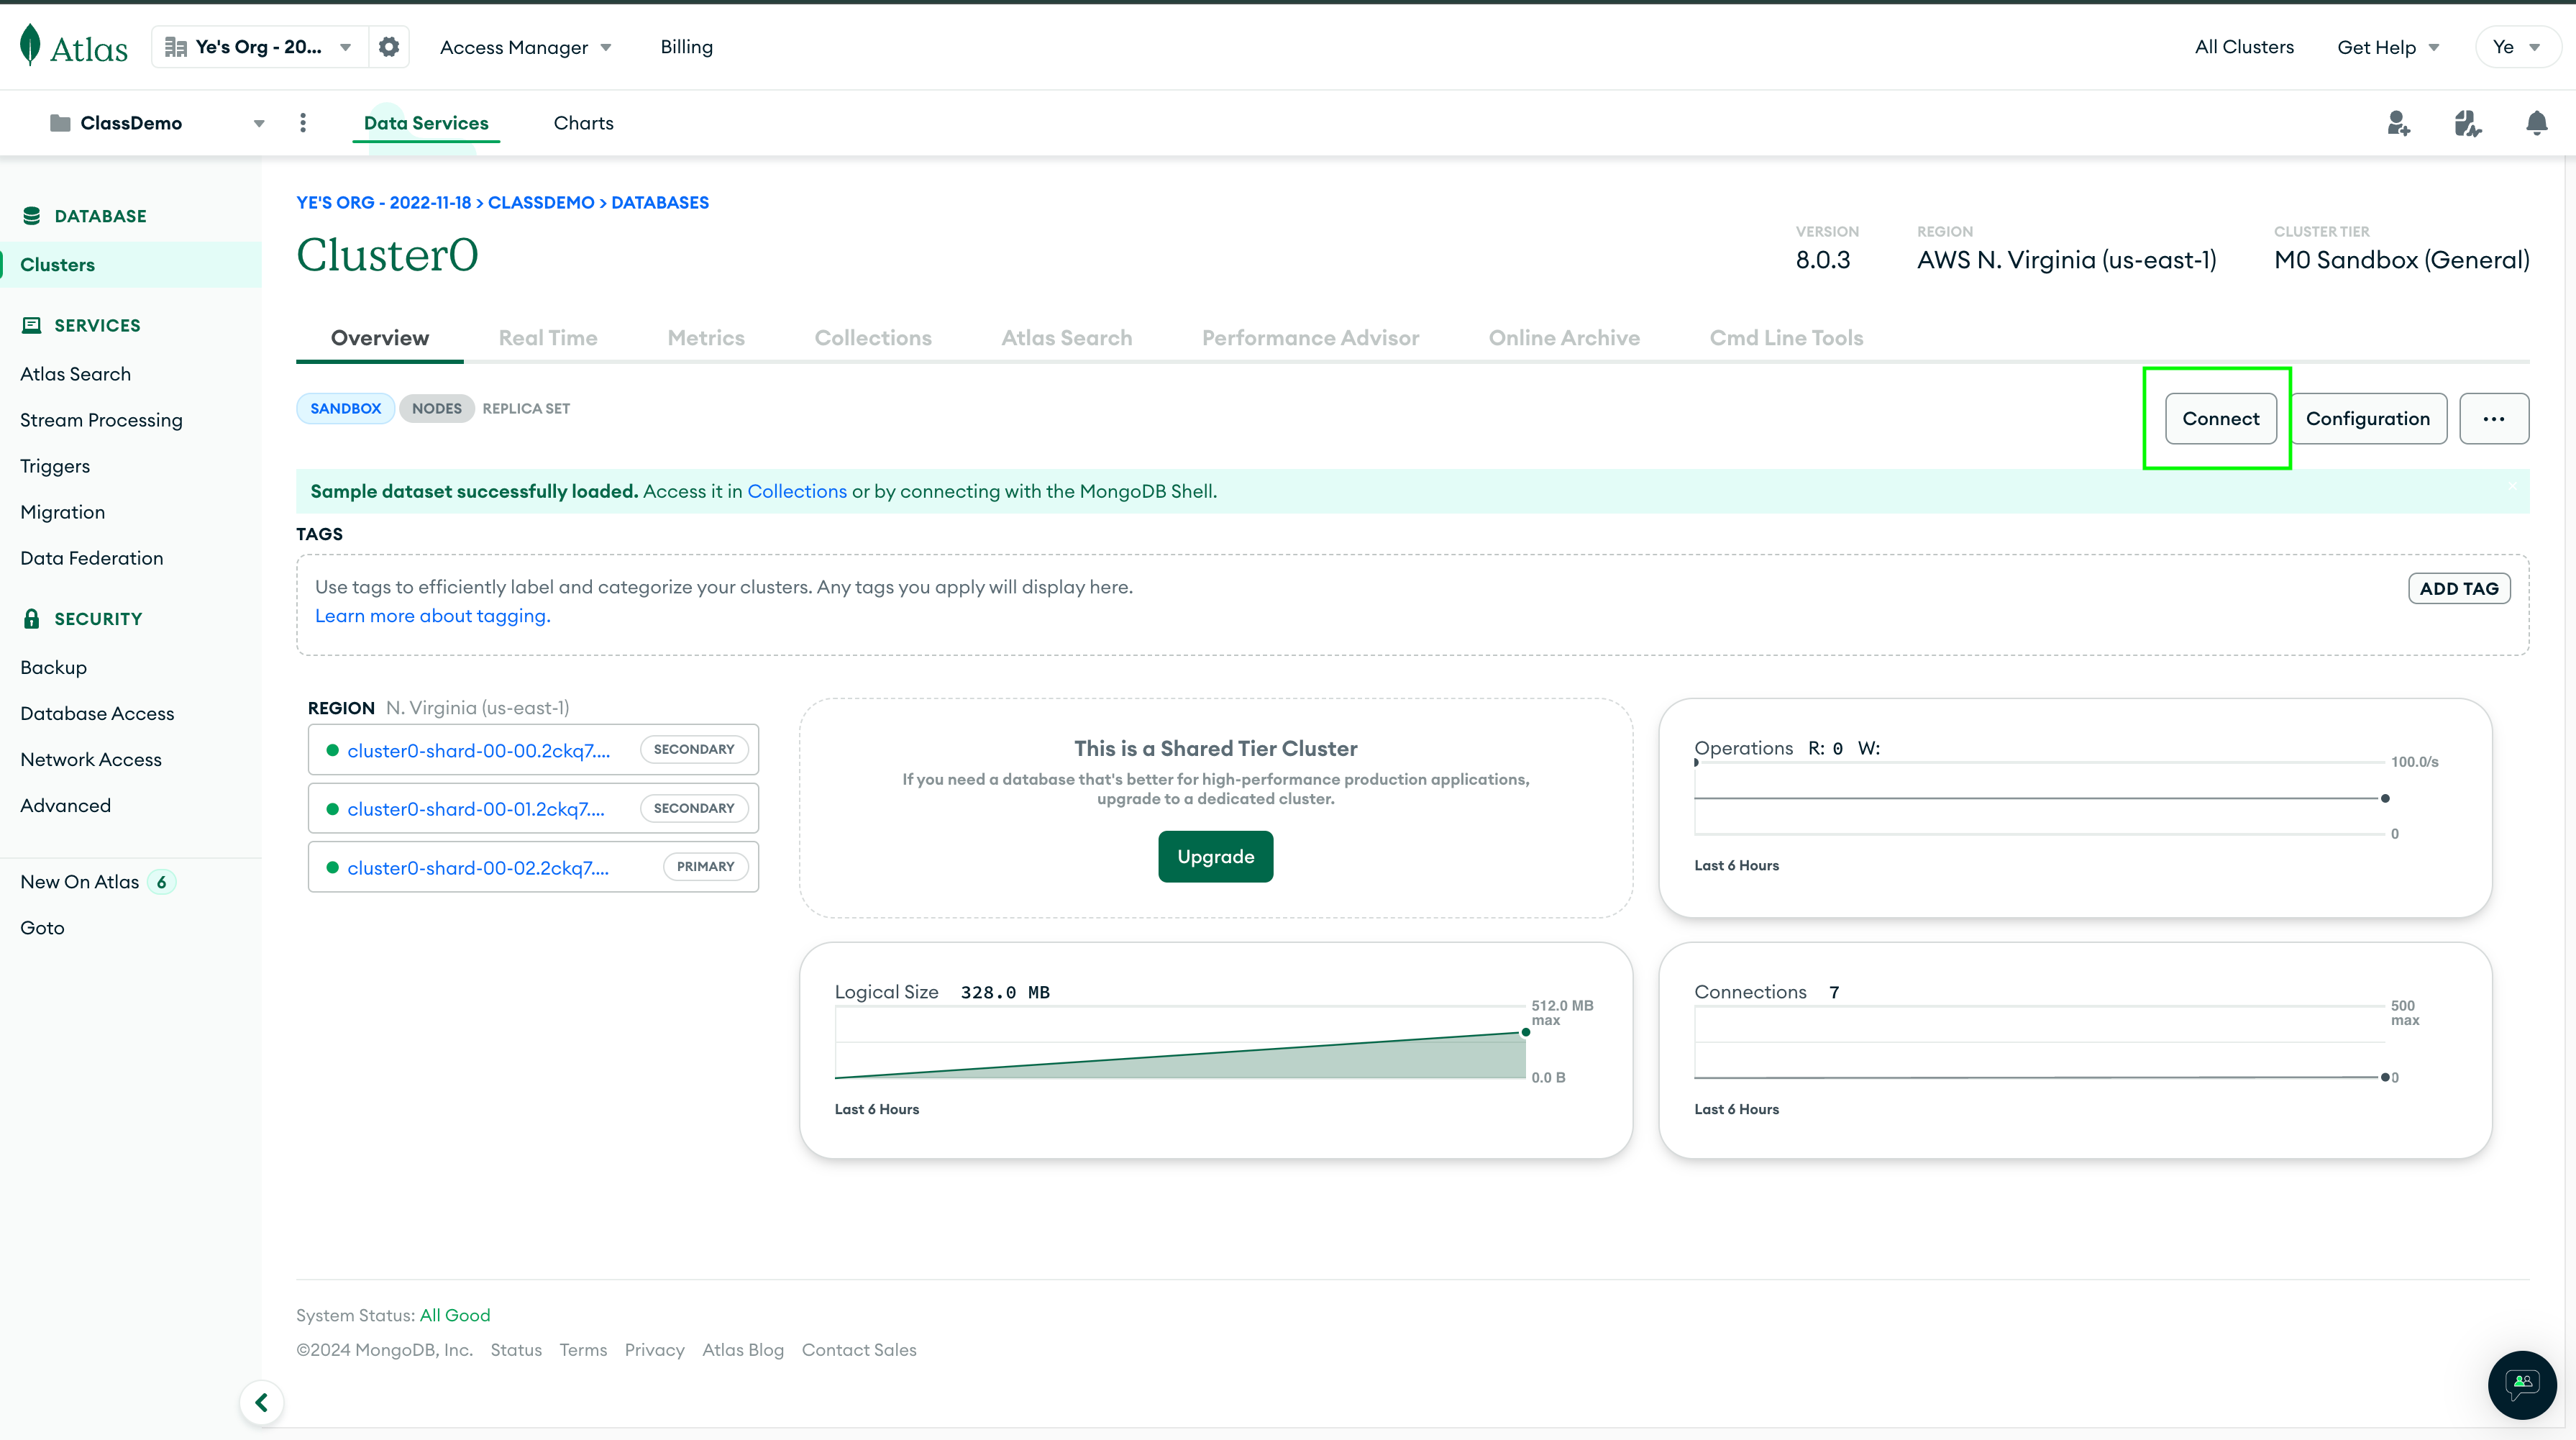 Atlas
Ye's Org - 20...
Access Manager
Billing
All Clusters
Get Help
Ye
ClassDemo
Data Services
Charts
DATABASE
Clusters
SERVICES
Atlas Search
Stream Processing
Triggers
Migration
Data Federation
SECURITY
Backup
Database Access
Network Access
Advanced
New On Atlas 6
Goto
YE'S ORG - 2022-11-18 > CLASSDEMO > DATABASES
Cluster0
VERSION
8.0.3
REGION
AWS N. Virginia (us-east-1)
CLUSTER TIER
M0 Sandbox (General)
Overview
Real Time
Metrics
Collections
Atlas Search
Performance Advisor
Online Archive
Cmd Line Tools
SANDBOX
NODES
REPLICA SET
Connect
Configuration
...
Sample dataset successfully loaded. Access it in Collections or by connecting with the MongoDB Shell.
TAGS
Use tags to efficiently label and categorize your clusters. Any tags you apply will display here.
Learn more about tagging.
ADD TAG
REGION N. Virginia (us-east-1)
cluster0-shard-00-00.2ckq7.... SECONDARY
cluster0-shard-00-01.2ckq7.... SECONDARY
cluster0-shard-00-02.2ckq7.... PRIMARY
This is a Shared Tier Cluster
If you need a database that's better for high-performance production applications,
upgrade to a dedicated cluster.
Upgrade
Operations R: 0 W:
100.0/s
0
Last 6 Hours
Logical Size 328.0 MB
512.0 MB
max
0.0 B
Last 6 Hours
Connections 7
500
max
0
Last 6 Hours
System Status: All Good
©2024 MongoDB, Inc. Status Terms Privacy Atlas Blog Contact Sales